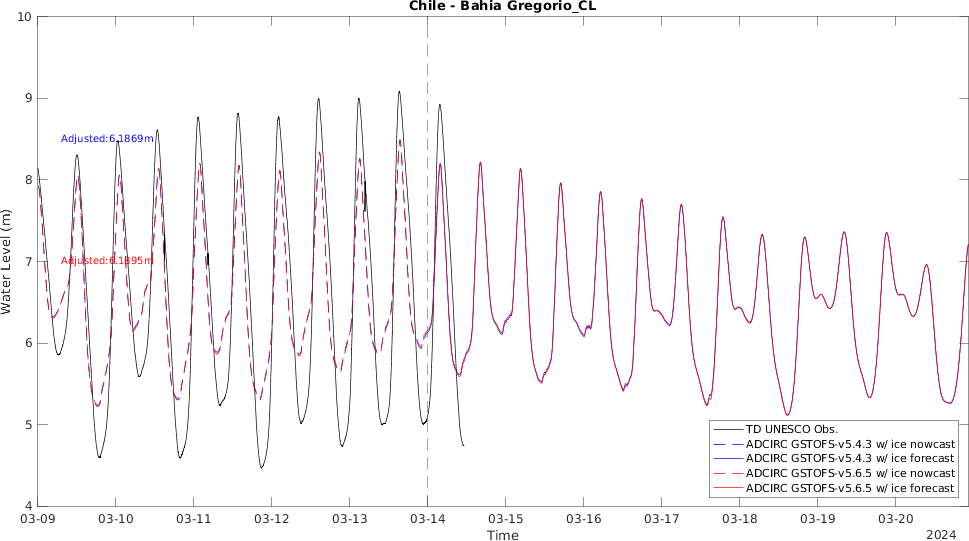 Chile - Bahia Gregorio_CL
10
9
8
7
6
5
4
Water Level (m)
Adjusted:6.1869m
Adjusted:6.1895m
TD UNESCO Obs.
ADCIRC GSTOFS-v5.4.3 w/ ice nowcast
ADCIRC GSTOFS-v5.4.3 w/ ice forecast
ADCIRC GSTOFS-v5.6.5 w/ ice nowcast
ADCIRC GSTOFS-v5.6.5 w/ ice forecast
03-09 03-10 03-11 03-12 03-13 03-14 03-15 03-16 03-17 03-18 03-19 03-20
Time
2024